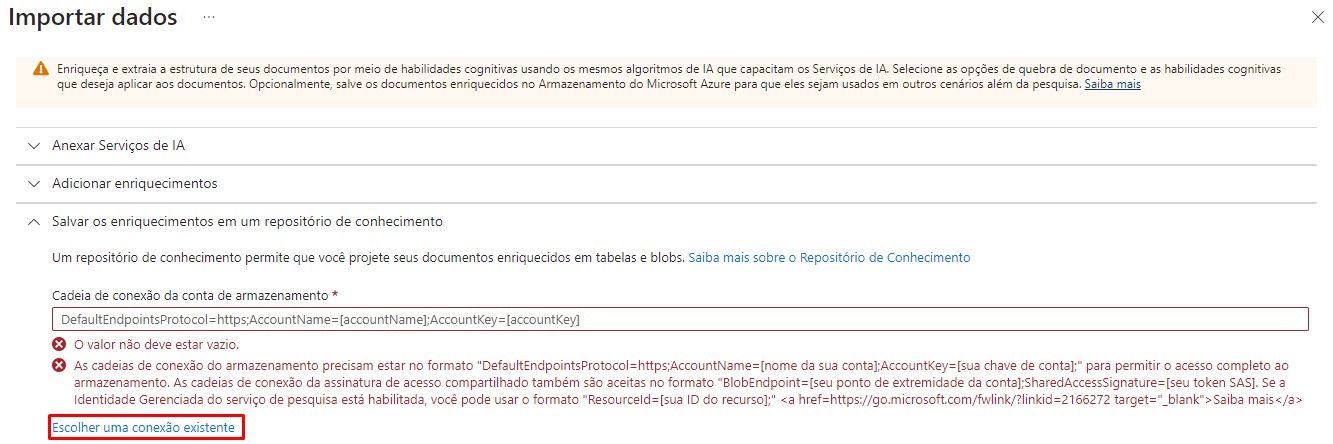 Importar dados ...
Enriqueça e extraia a estrutura de seus documentos por meio de habilidades cognitivas usando os mesmos algoritmos de IA que capacitam os Serviços de IA. Selecione as opções de quebra de documento e as habilidades cognitivas
que deseja aplicar aos documentos. Opcionalmente, salve os documentos enriquecidos no Armazenamento do Microsoft Azure para que eles sejam usados em outros cenários além da pesquisa. Saiba mais
Anexar Serviços de IA
Adicionar enriquecimentos
Salvar os enriquecimentos em um repositório de conhecimento
Um repositório de conhecimento permite que você projete seus documentos enriquecidos em tabelas e blobs. Saiba mais sobre o Repositório de Conhecimento
Cadeia de conexão da conta de armazenamento *
DefaultEndpointsProtocol=https;AccountName=[accountName];AccountKey=[accountKey]
O valor não deve estar vazio.
As cadeias de conexão do armazenamento precisam estar no formato "DefaultEndpointsProtocol=https;AccountName=[nome da sua conta];AccountKey=[sua chave de conta];" para permitir o acesso completo ao
armazenamento. As cadeias de conexão da assinatura de acesso compartilhado também são aceitas no formato "BlobEndpoint=[seu ponto de extremidade da conta];SharedAccessSignature=[seu token SAS]. Se a
Identidade Gerenciada do serviço de pesquisa está habilitada, você pode usar o formato "ResourceId=[sua ID do recurso];" <a href=https://go.microsoft.com/fwlink/?linkid=2166272 target="_blank">Saiba mais</a>
Escolher uma conexão existente